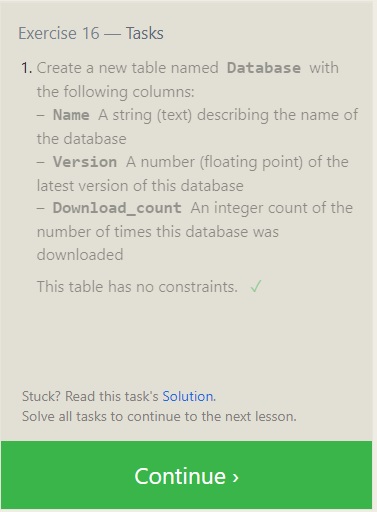 Exercise 16 — Tasks
1. Create a new table named Database with
the following columns:
– Name A string (text) describing the name of
the database
– Version A number (floating point) of the
latest version of this database
– Download_count An integer count of the
number of times this database was
downloaded
This table has no constraints. ✓
Stuck? Read this task's Solution.
Solve all tasks to continue to the next lesson.
Continue ›